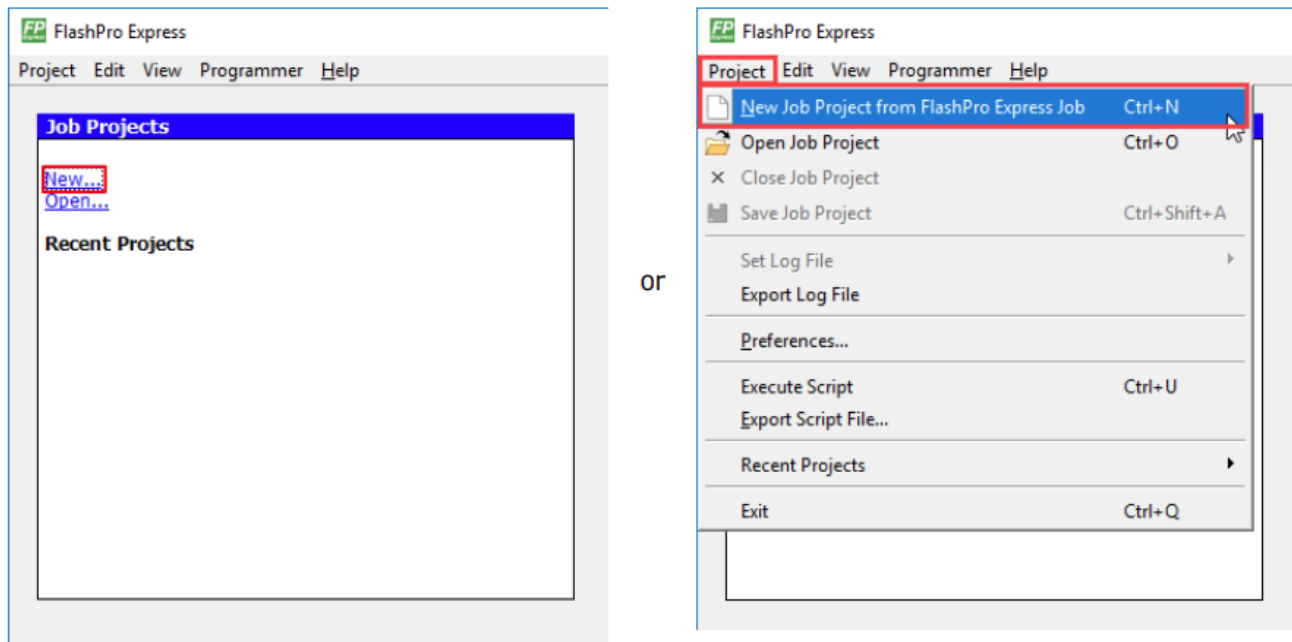 FP FlashPro Express
Project Edit View Programmer Help
Job Projects
New...
Open...
Recent Projects
or
FP FlashPro Express
Project Edit View Programmer Help
New Job Project from FlashPro Express Job Ctrl+N
Open Job Project Ctrl+O
Close Job Project
Save Job Project Ctrl+Shift+A
Set Log File
Export Log File
Preferences...
Execute Script Ctrl+U
Export Script File...
Recent Projects
Exit Ctrl+Q